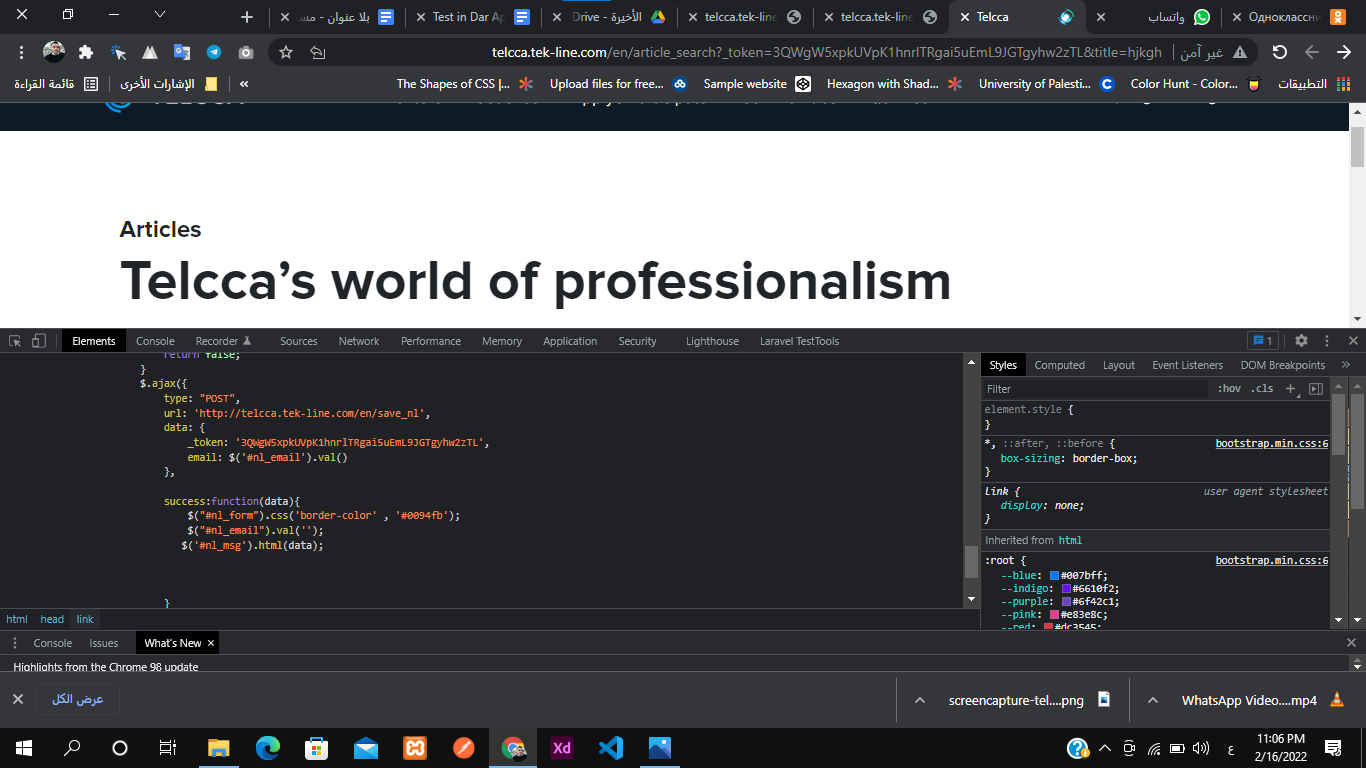 بلا عنوان - مس
Test in Dar Ap
الأخيرة - Drive
telcca.tek-line
telcca.tek-line
Telcca
واتساب
Одноклассни
telcca.tek-line.com/en/article_search?_token=3QWgW5xpkUVpK1hnrlTRgai5uEmL9JGTgyhw2zTL&title=hjkgh
غير آمن
قائمة القراءة
الإشارات الأخرى
«
The Shapes of CSS |...
Upload files for free...
Sample website
Hexagon with Shad...
University of Palesti...
Color Hunt - Color...
التطبيقات
Articles
Telcca’s world of professionalism
Elements Console Recorder Sources Network Performance Memory Application Security Lighthouse Laravel TestTools
1
return false;
}
$.ajax({
type: "POST",
url: 'http://telcca.tek-line.com/en/save_nl',
data: {
_token: '3QWgW5xpkUVpK1hnrlTRgai5uEmL9JGTgyhw2zTL',
email: $('#nl_email').val()
},
success:function(data){
$("#nl_form").css('border-color' , '#0094fb');
$("#nl_email").val('');
$('#nl_msg').html(data);
}
html head link
Styles Computed Layout Event Listeners DOM Breakpoints »
Filter :hov .cls
element.style {
}
*, ::after, ::before { bootstrap.min.css:6
box-sizing: border-box;
}
link { user agent stylesheet
display: none;
}
Inherited from html
:root { bootstrap.min.css:6
--blue: #007bff;
--indigo: #6610f2;
--purple: #6f42c1;
--pink: #e83e8c;
--red: #dc3545;
Console Issues What's New ×
Highlights from the Chrome 98 update
عرض الكل
screencapture-tel....png
WhatsApp Video....mp4
Xd
ع
11:06 PM
2/16/2022